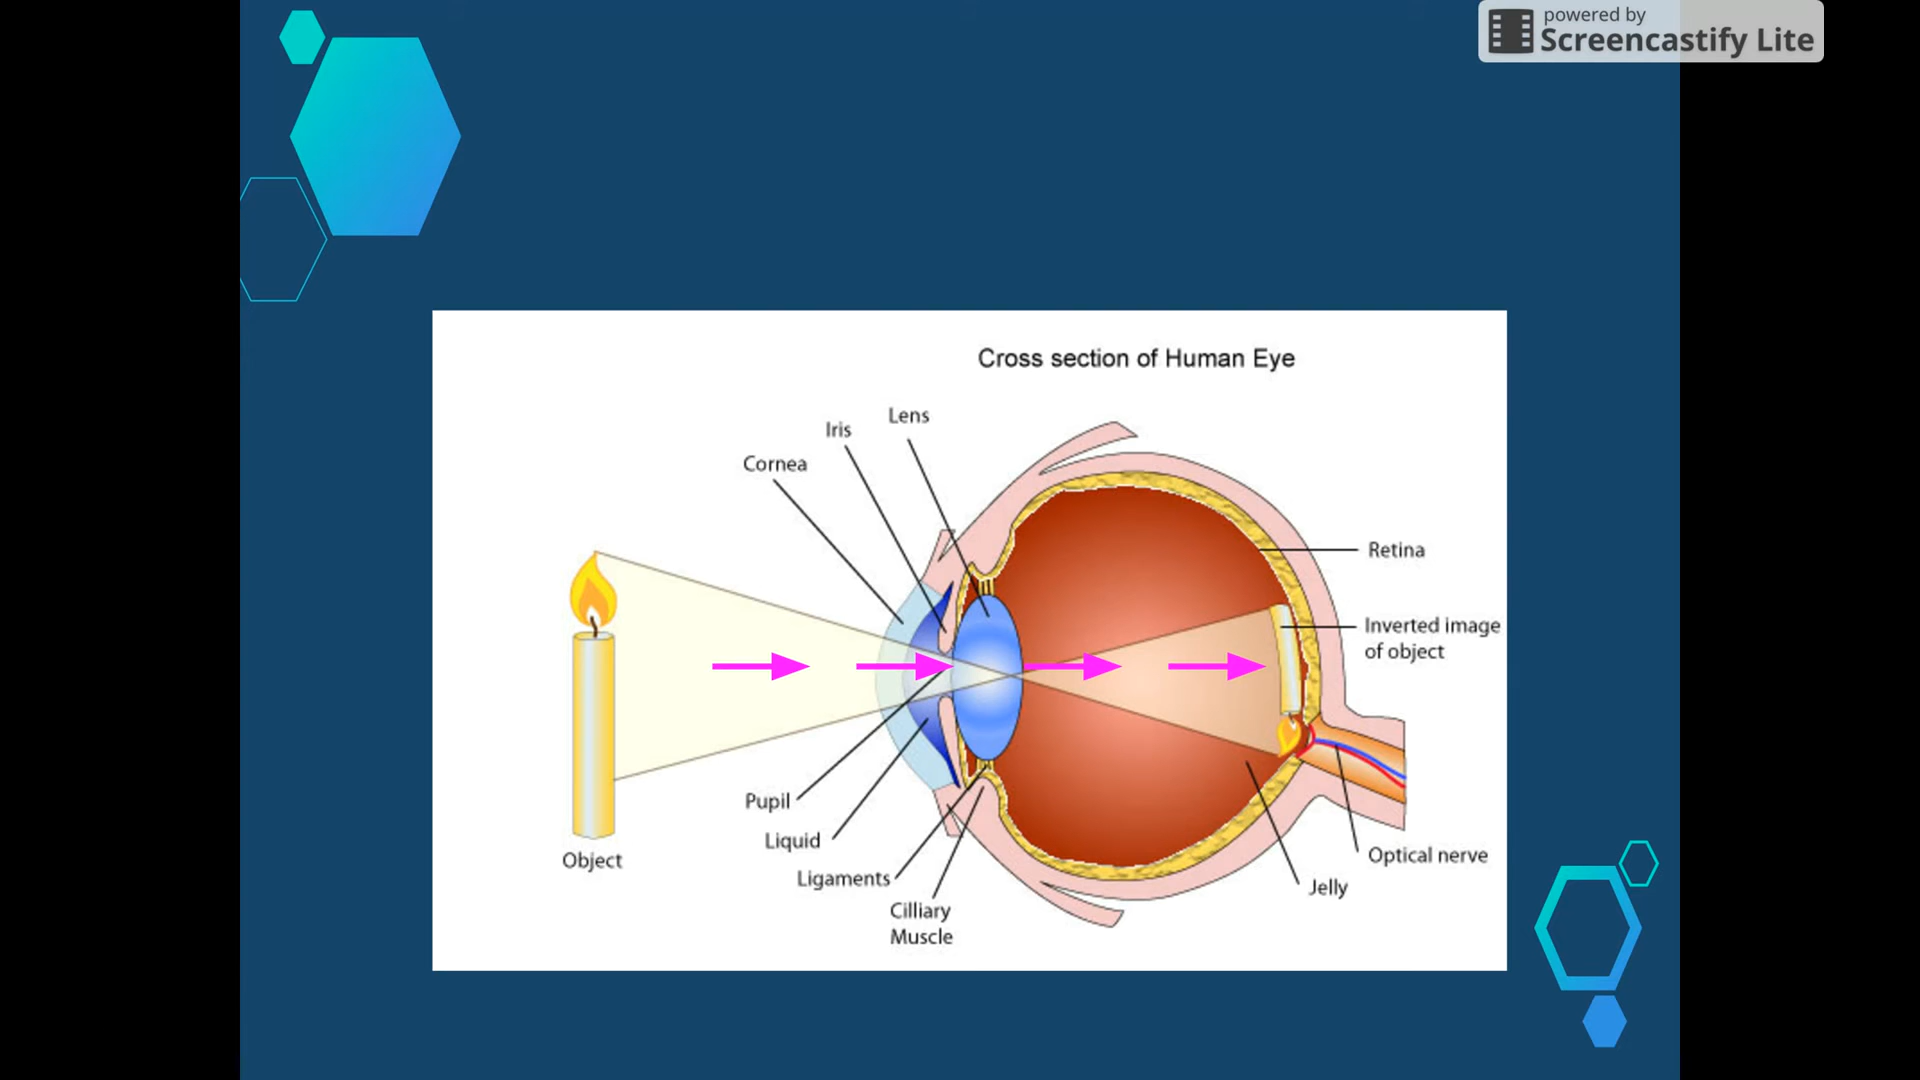 powered by
Screencastify Lite
Cross section of Human Eye
Lens
Iris
Cornea
Retina
Inverted image
of object
Pupil
Liquid
Object
Ligaments
Cilliary
Muscle
Optical nerve
Jelly